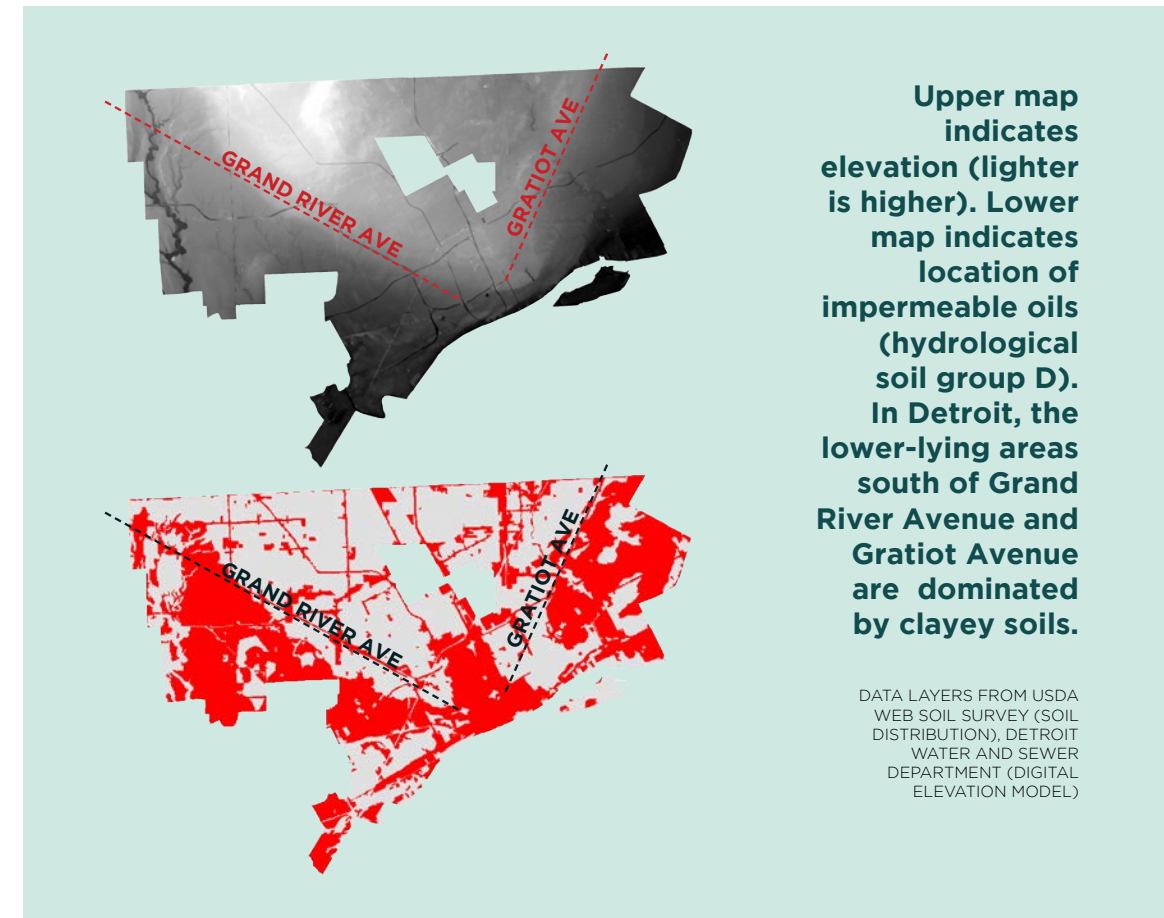 GRAND RIVER AVE
GRATIOT AVE
Upper map
indicates
elevation (lighter
is higher). Lower
map indicates
location of
impermeable oils
(hydrological
soil group D).
In Detroit, the
lower-lying areas
south of Grand
River Avenue and
Gratiot Avenue
are dominated
by clayey soils.
GRAND RIVER AVE
GRATIOT AVE
DATA LAYERS FROM USDA
WEB SOIL SURVEY (SOIL
DISTRIBUTION), DETROIT
WATER AND SEWER
DEPARTMENT (DIGITAL
ELEVATION MODEL)